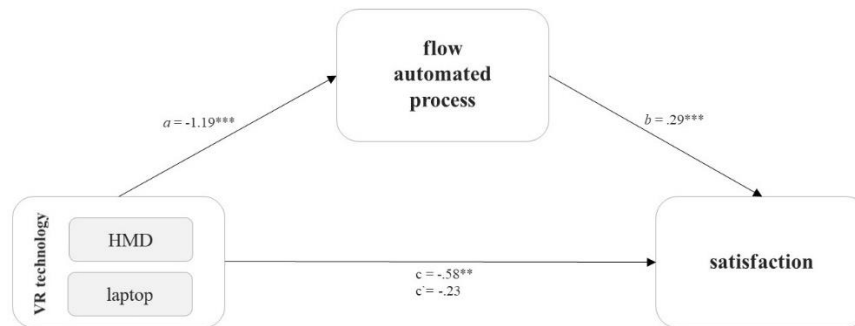 flow
automated
process
a = -1.19***
b = .29***
VR technology
HMD
laptop
c = -.58**
c`= -.23
satisfaction